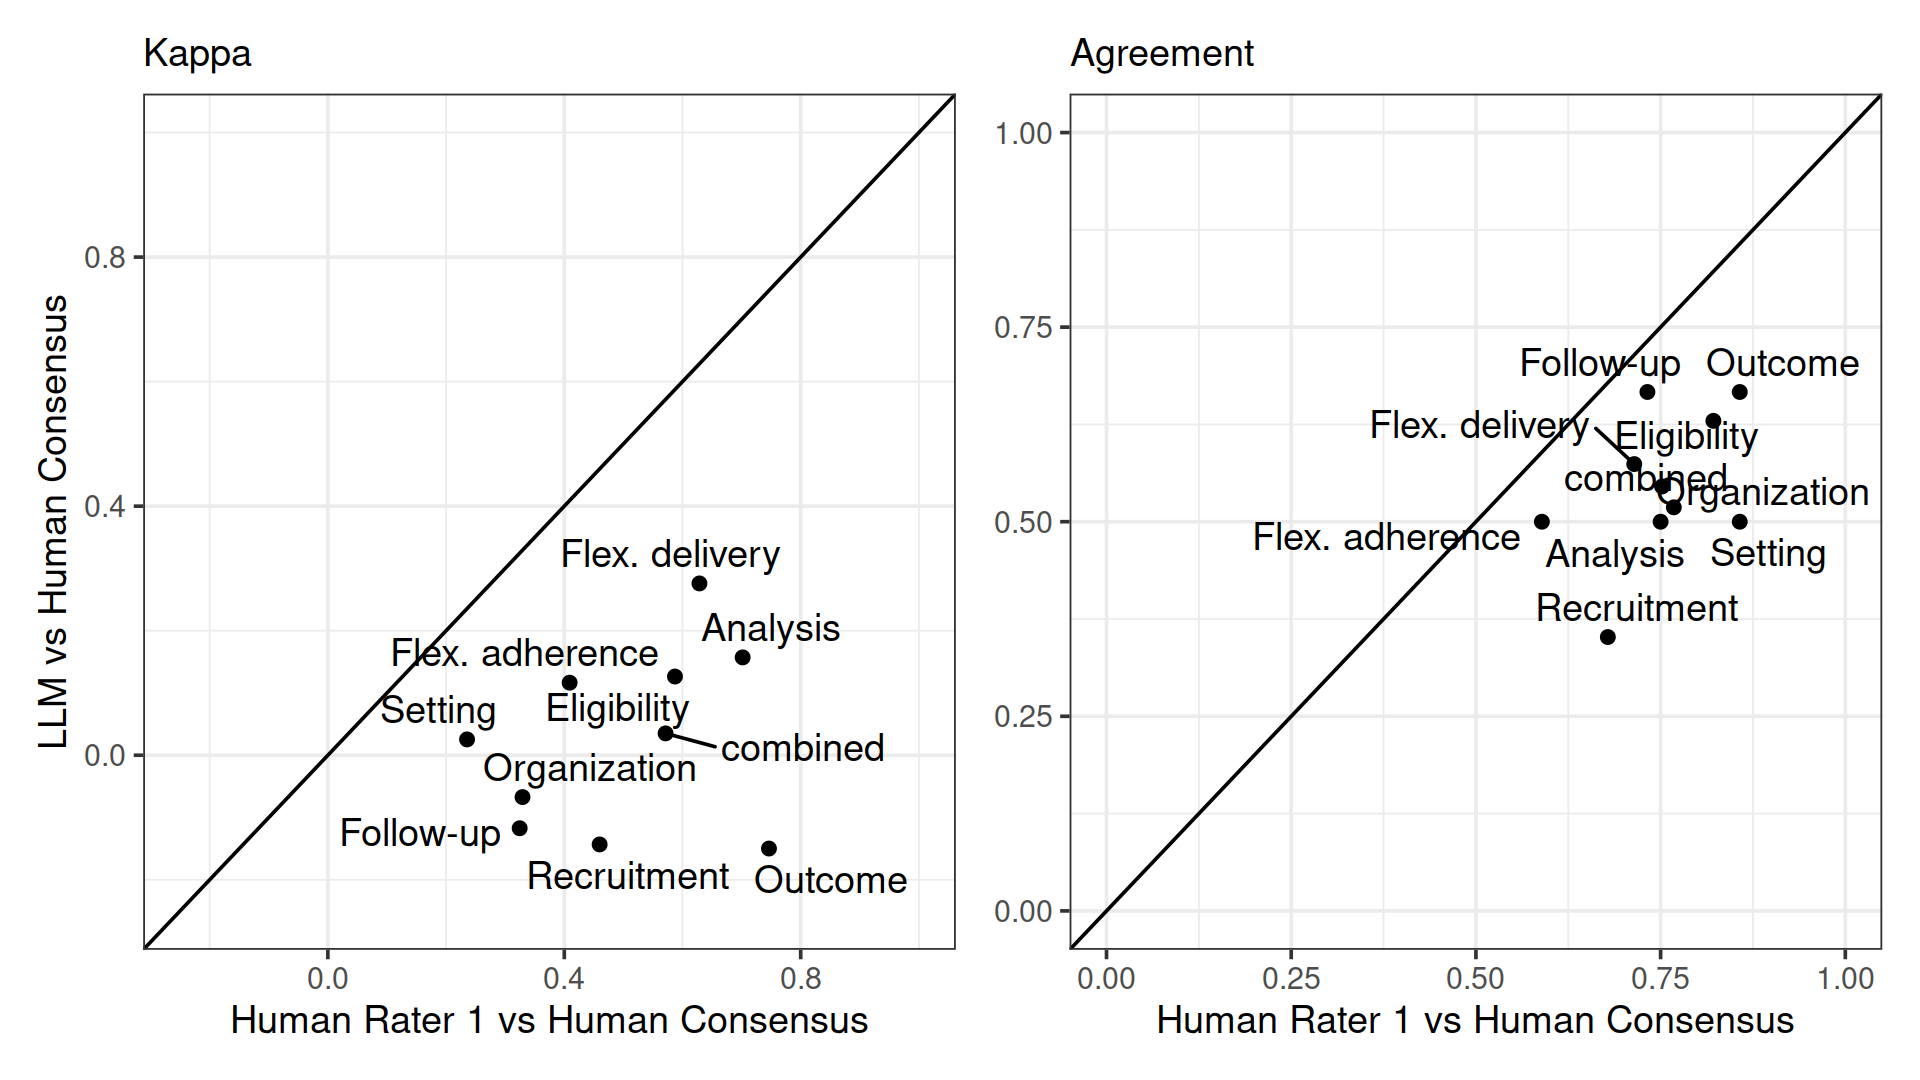 Kappa
LLM vs Human Consensus
0.8
0.4
0.0
Flex. delivery
Analysis
Flex. adherence
Setting
Eligibility
combined
Organization
Follow-up
Recruitment
Outcome
0.0 0.4 0.8
Human Rater 1 vs Human Consensus
Agreement
1.00
0.75
0.50
0.25
0.00
Follow-up
Outcome
Flex. delivery
Eligibility
combined
Organization
Flex. adherence
Analysis
Setting
Recruitment
0.00 0.25 0.50 0.75 1.00
Human Rater 1 vs Human Consensus